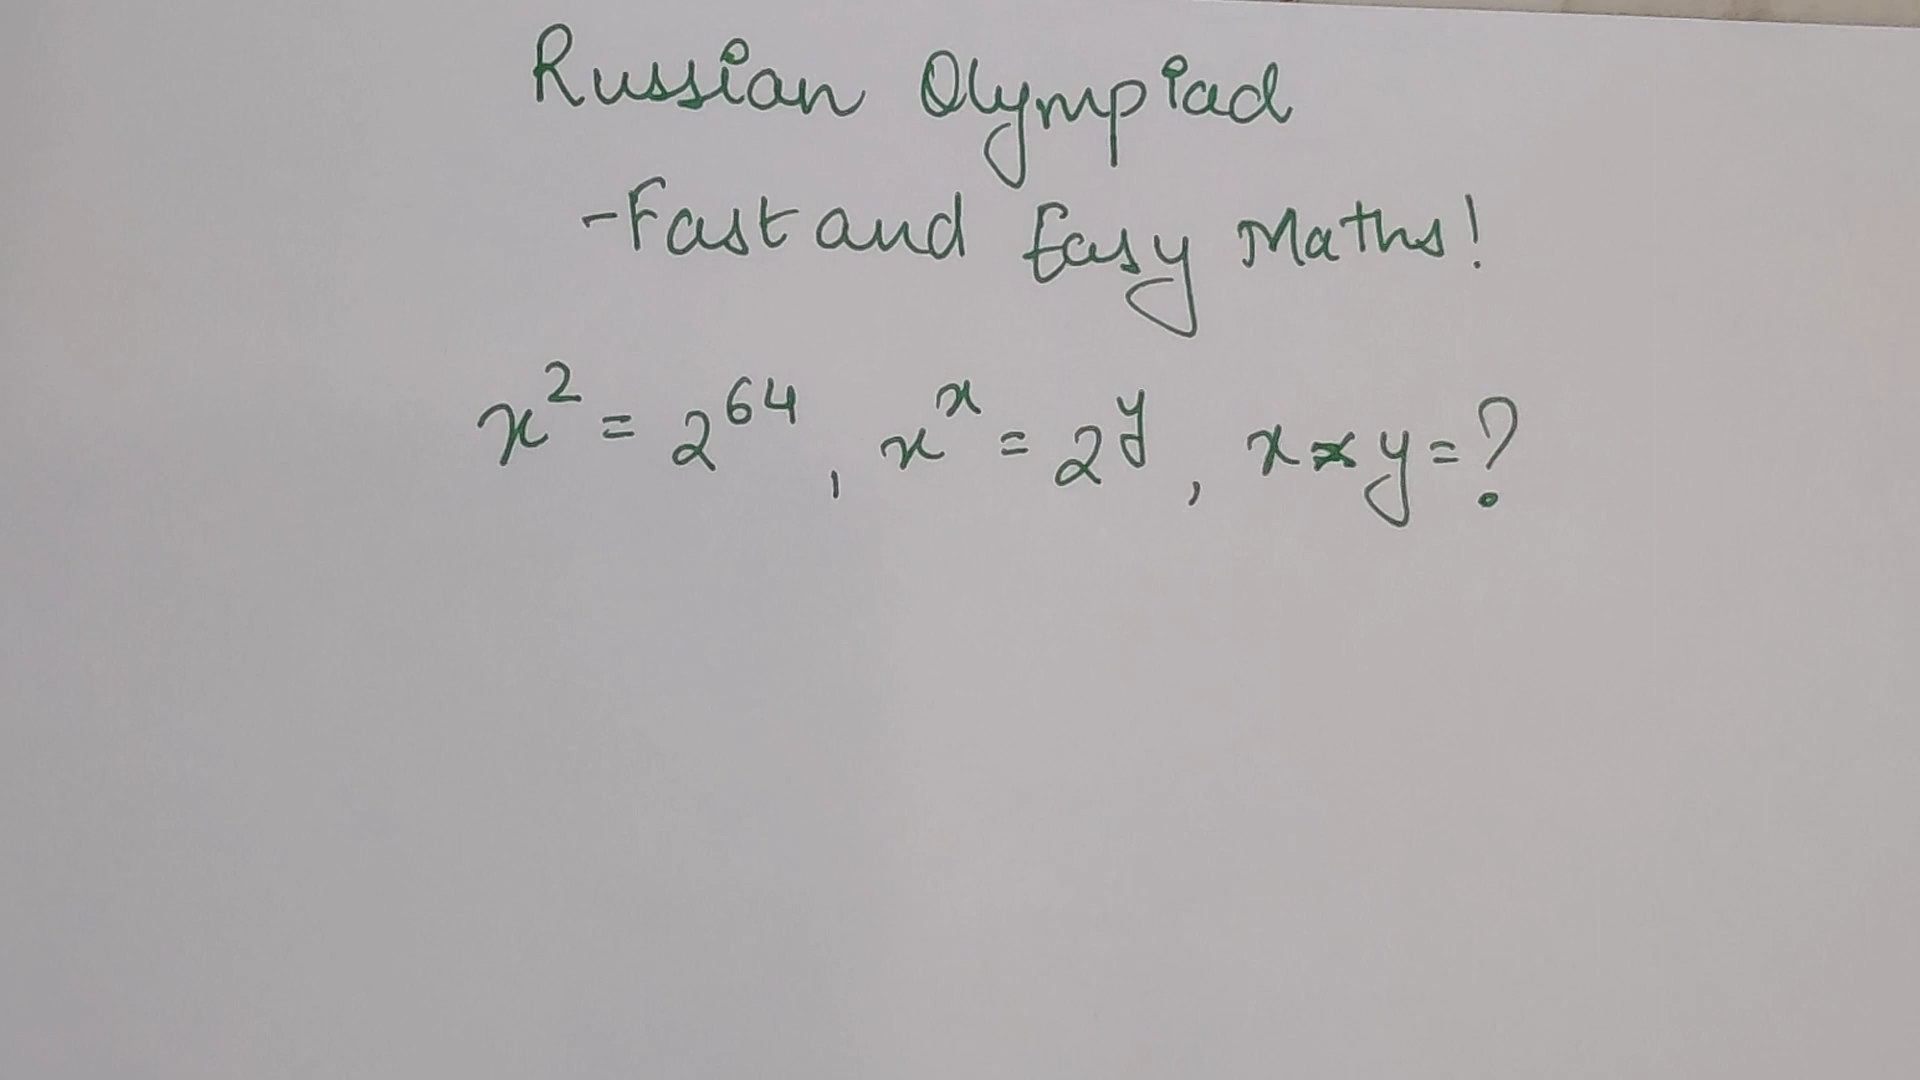 Russian Olympiad
-Fast and Easy Maths!
x² = 2⁶⁴, xˣ = 2ʸ, x × y = ?